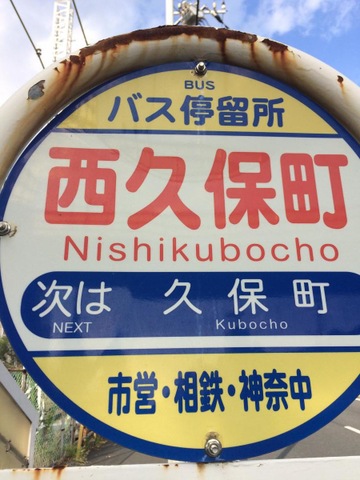 BUS
バス停留所
西久保町
Nishikubocho
次は 久保町
NEXT Kubocho
市営・相鉄・神奈中